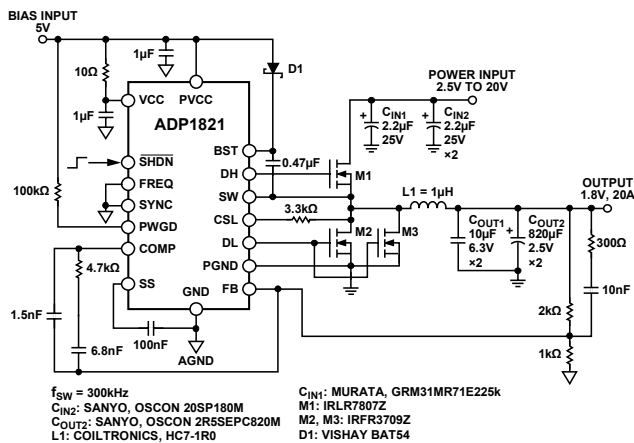 BIAS INPUT
5V
1µF
10Ω
D1
POWER INPUT
2.5V TO 20V
VCC
PVCC
1µF
ADP1821
CIN1
2.2µF
25V
CIN2
2.2µF
25V
×2
BST
0.47µF
SHDN
DH
M1
FREQ
SW
L1 = 1µH
OUTPUT
1.8V, 20A
100kΩ
SYNC
CSL
3.3kΩ
PWGD
DL
M2
M3
COUT1
10µF
6.3V
×2
COUT2
820µF
2.5V
×2
300Ω
COMP
PGND
4.7kΩ
SS
GND
FB
10nF
1.5nF
2kΩ
100nF
6.8nF
AGND
1kΩ
fSW = 300kHz
CIN2: SANYO, OSCON 20SP180M
COUT2: SANYO, OSCON 2R5SEPC820M
L1: COILTRONICS, HC7-1R0
CIN1: MURATA, GRM31MR71E225k
M1: IRLR7807Z
M2, M3: IRFR3709Z
D1: VISHAY BAT54